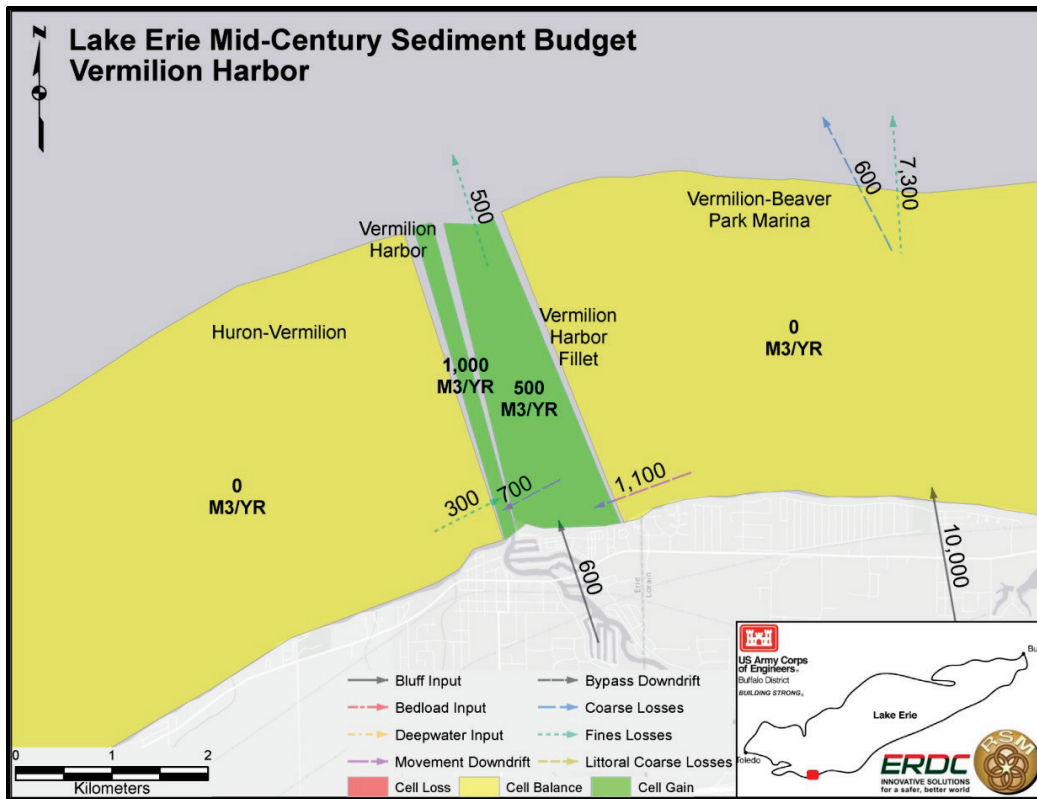 N
Lake Erie Mid-Century Sediment Budget
Vermilion Harbor
7,300
600
500
Vermilion-Beaver
Park Marina
Vermilion
Harbor
Huron-Vermilion
Vermilion
Harbor
Fillet
0
M3/YR
1,000
M3/YR
500
M3/YR
0
M3/YR
300
700
1,100
10,000
600
Erie
Lorain
Bluff Input
Bedload Input
Deepwater Input
Movement Downdrift
Bypass Downdrift
Coarse Losses
Fines Losses
Littoral Coarse Losses
Cell Loss
Cell Balance
Cell Gain
0 1 2
Kilometers
US Army Corps
of Engineers®
Buffalo District
BUILDING STRONG®
Bu
Lake Erie
Toledo
ERDC
INNOVATIVE SOLUTIONS
for a safer, better world
RSM